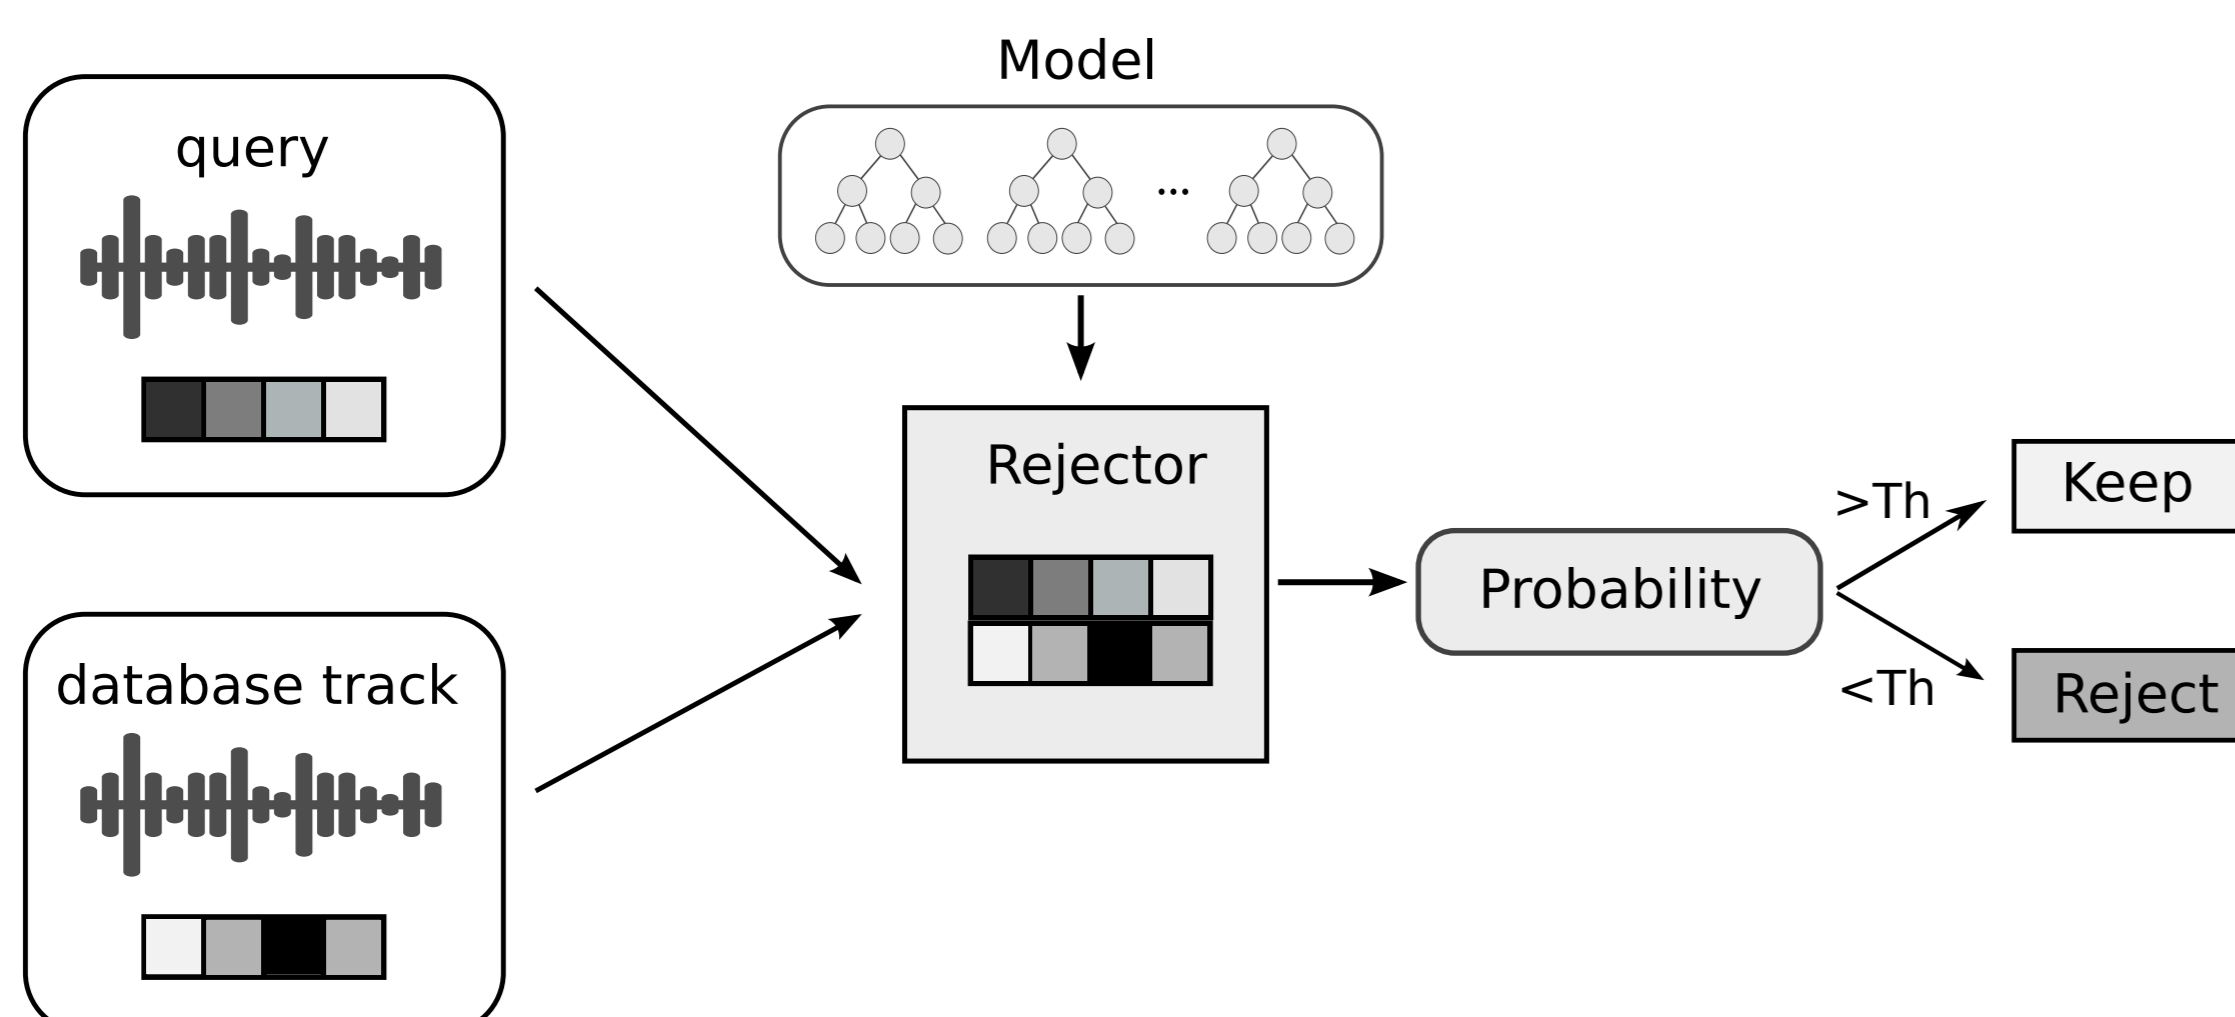 Model
query
Rejector
>Th
Keep
Probability
<Th
Reject
database track
...